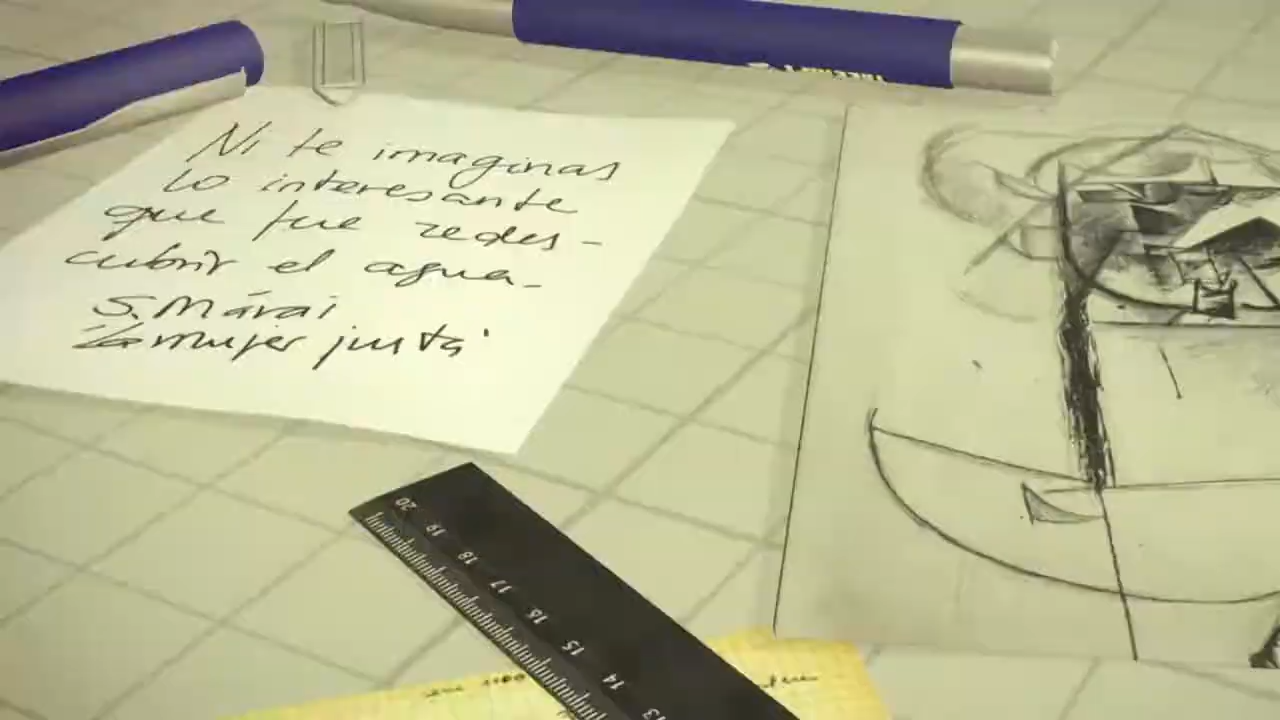 Ni te imaginas
lo interesante
que fue redes-
cubrir el agua.
S. Márai
"La mujer justa"
20
19
18
17
16
15
14
13